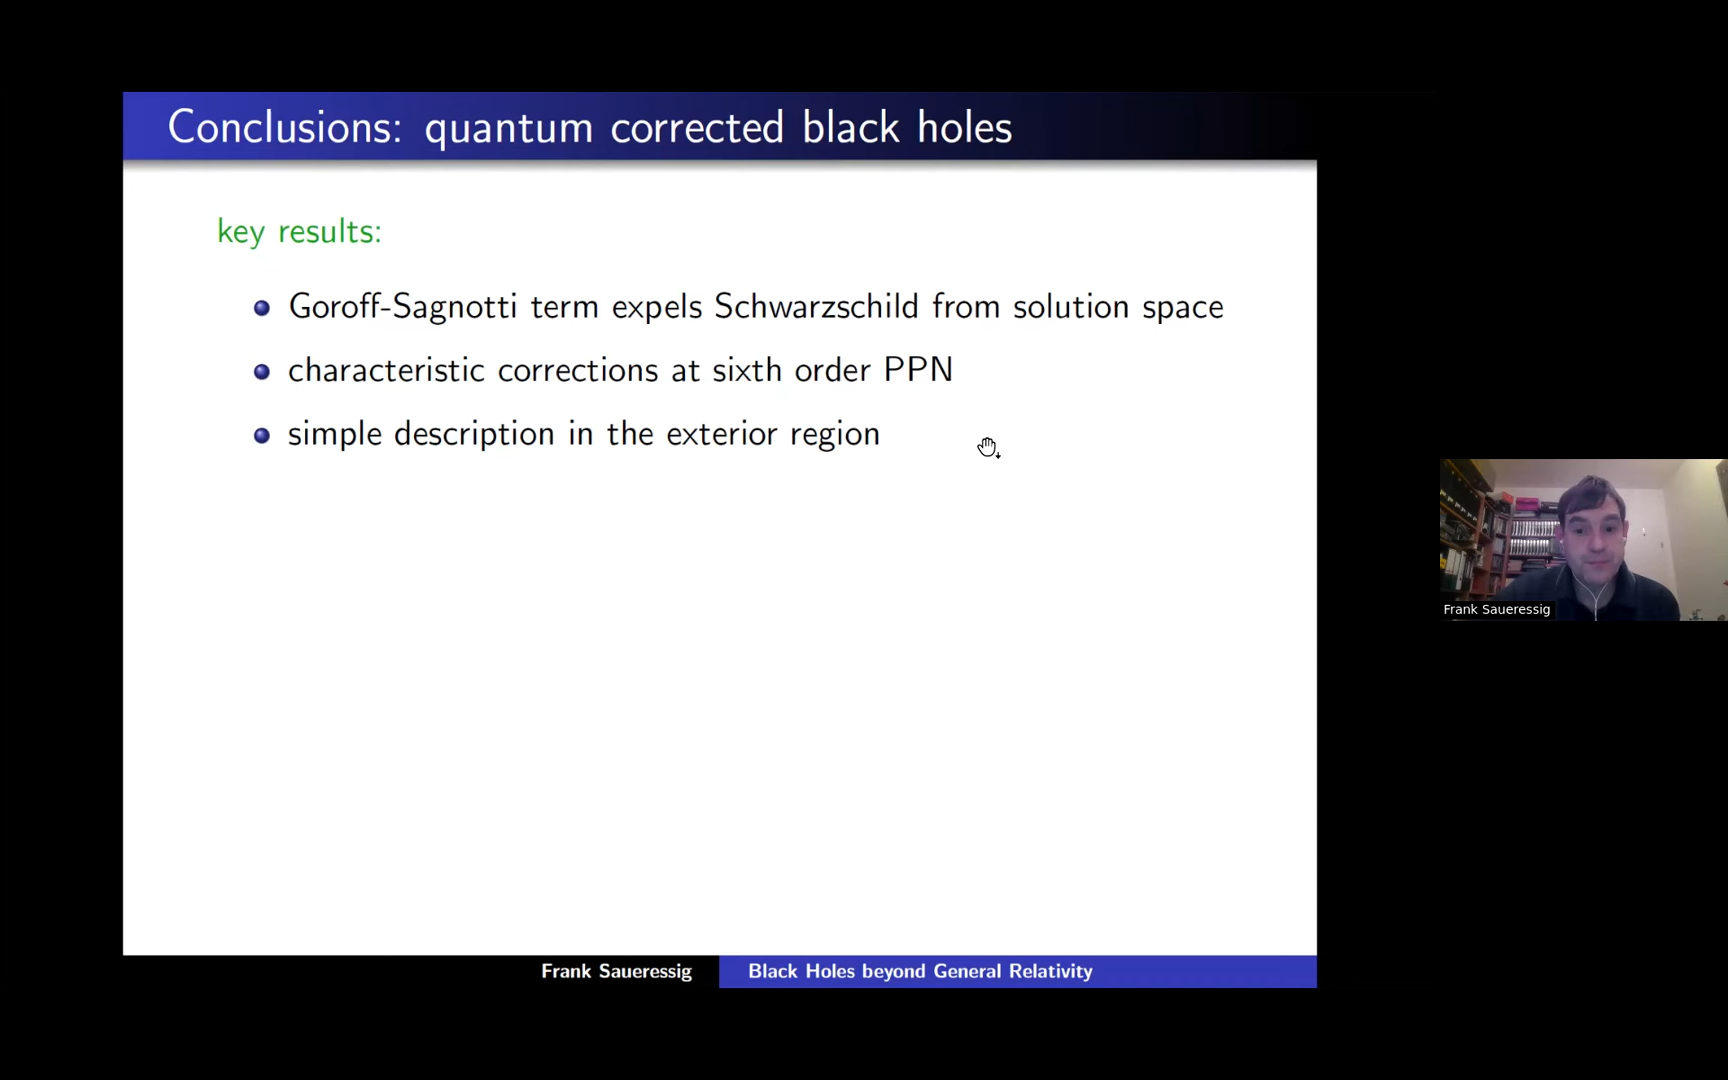 Conclusions: quantum corrected black holes
key results:
Goroff-Sagnotti term expels Schwarzschild from solution space
characteristic corrections at sixth order PPN
simple description in the exterior region
Frank Saueressig
Frank Saueressig Black Holes beyond General Relativity